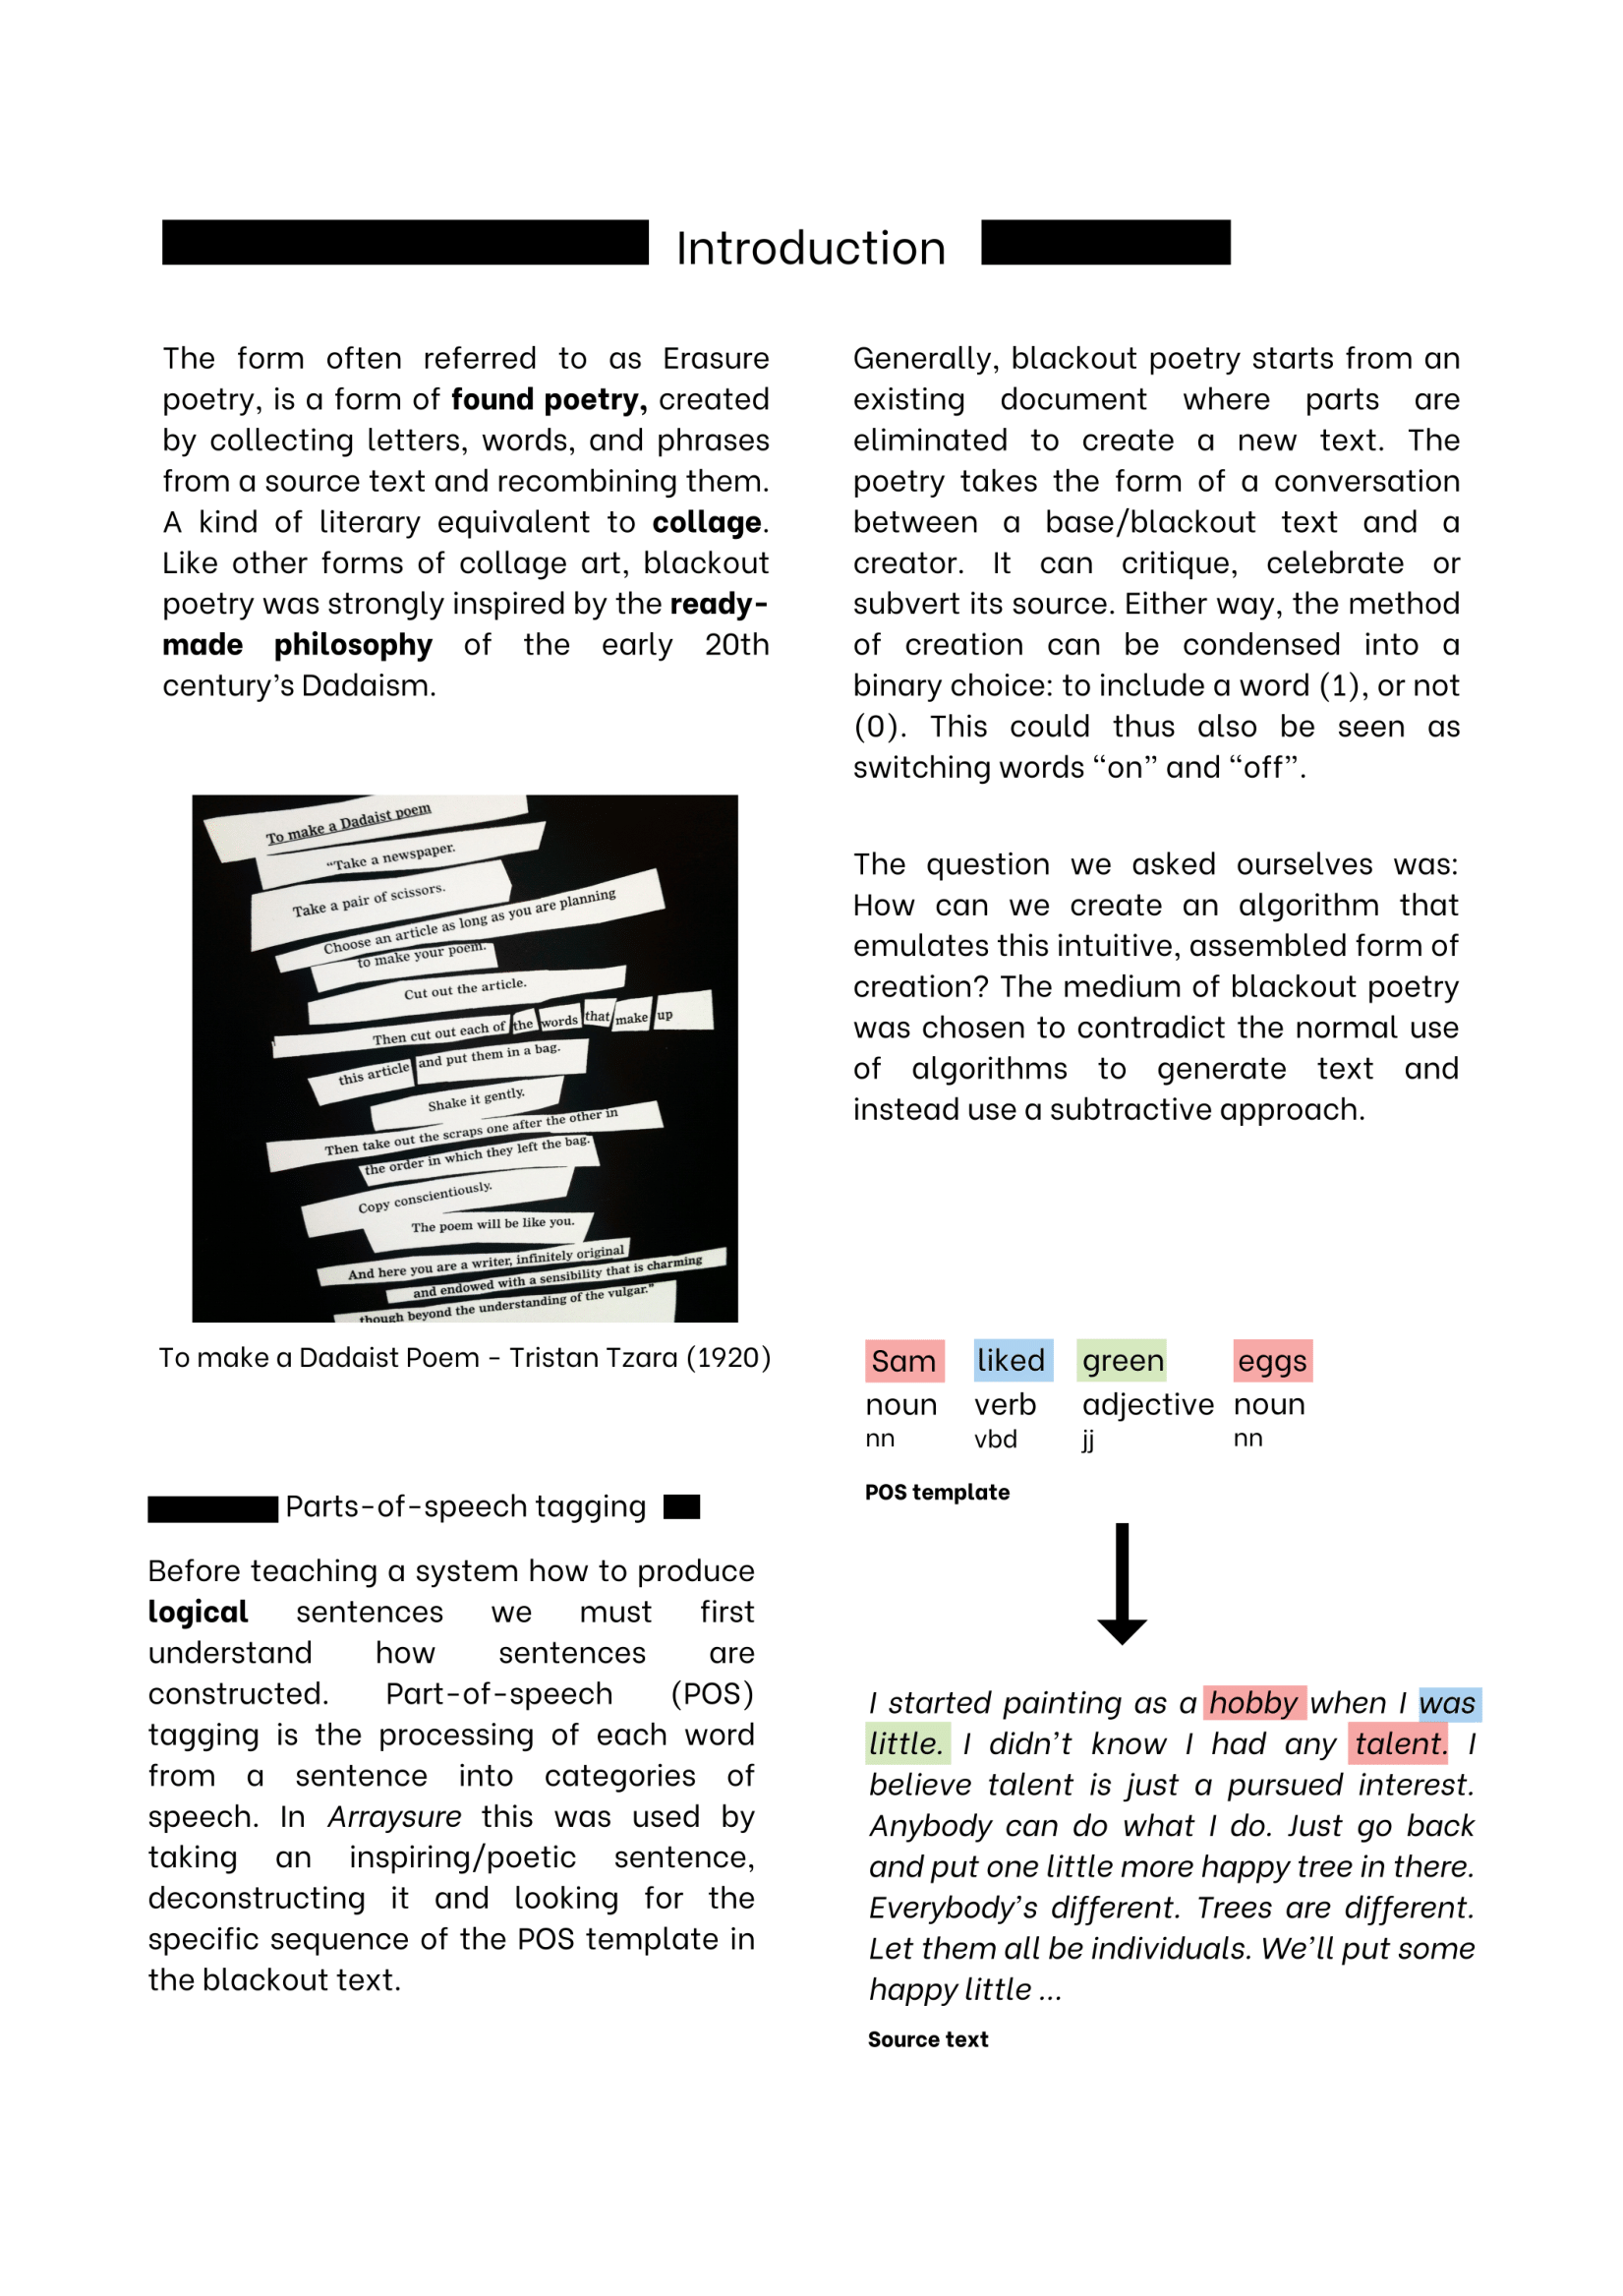 Introduction
The form often referred to as Erasure
poetry, is a form of found poetry, created
by collecting letters, words, and phrases
from a source text and recombining them.
A kind of literary equivalent to collage.
Like other forms of collage art, blackout
poetry was strongly inspired by the ready-
made philosophy of the early 20th
century’s Dadaism.
To make a Dadaist poem
“Take a newspaper.
Take a pair of scissors.
Choose an article as long as you are planning
to make your poem.
Cut out the article.
Then cut out each of the words that make up
this article and put them in a bag.
Shake it gently.
Then take out the scraps one after the other in
the order in which they left the bag.
Copy conscientiously.
The poem will be like you.
And here you are a writer, infinitely original
and endowed with a sensibility that is charming
though beyond the understanding of the vulgar.”
To make a Dadaist Poem - Tristan Tzara (1920)
Parts-of-speech tagging
Before teaching a system how to produce
logical sentences we must first
understand how sentences are
constructed. Part-of-speech (POS)
tagging is the processing of each word
from a sentence into categories of
speech. In Arraysure this was used by
taking an inspiring/poetic sentence,
deconstructing it and looking for the
specific sequence of the POS template in
the blackout text.
Generally, blackout poetry starts from an
existing document where parts are
eliminated to create a new text. The
poetry takes the form of a conversation
between a base/blackout text and a
creator. It can critique, celebrate or
subvert its source. Either way, the method
of creation can be condensed into a
binary choice: to include a word (1), or not
(0). This could thus also be seen as
switching words “on” and “off”.
The question we asked ourselves was:
How can we create an algorithm that
emulates this intuitive, assembled form of
creation? The medium of blackout poetry
was chosen to contradict the normal use
of algorithms to generate text and
instead use a subtractive approach.
Sam liked green eggs
noun verb adjective noun
nn vbd jj nn
POS template
I started painting as a hobby when I was
little. I didn’t know I had any talent. I
believe talent is just a pursued interest.
Anybody can do what I do. Just go back
and put one little more happy tree in there.
Everybody’s different. Trees are different.
Let them all be individuals. We’ll put some
happy little ...
Source text